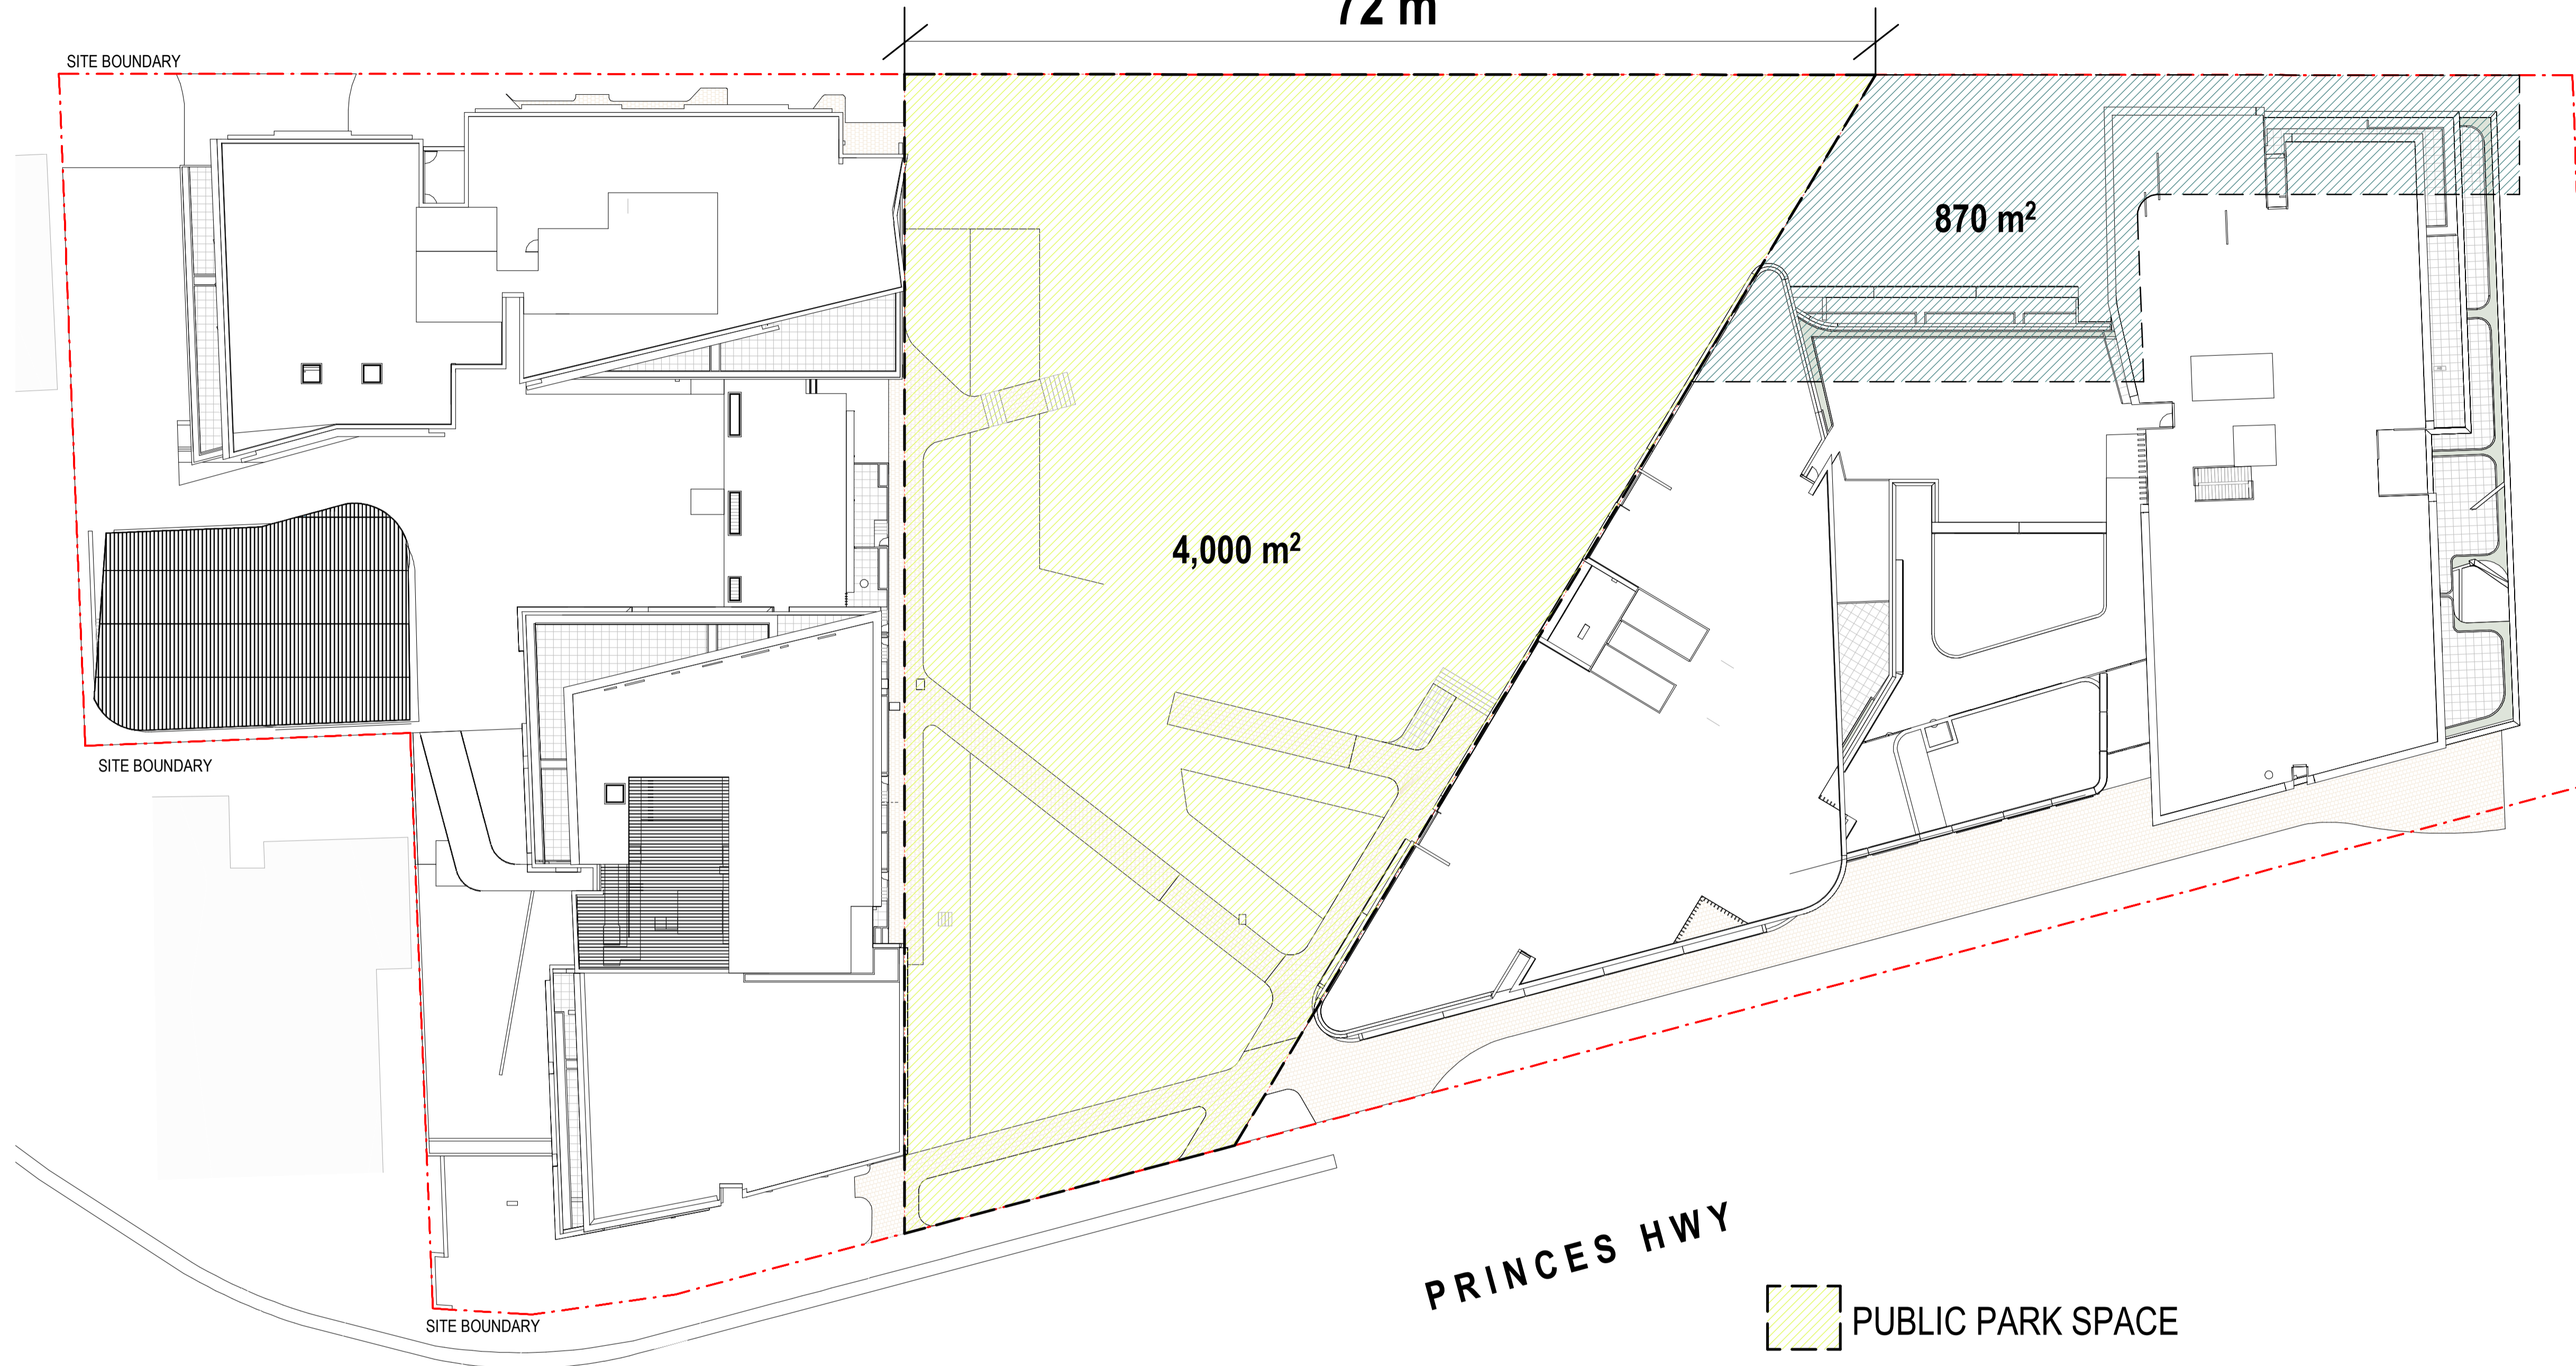 72 m
SITE BOUNDARY
870 m²
4,000 m²
SITE BOUNDARY
PRINCES HWY
SITE BOUNDARY
PUBLIC PARK SPACE